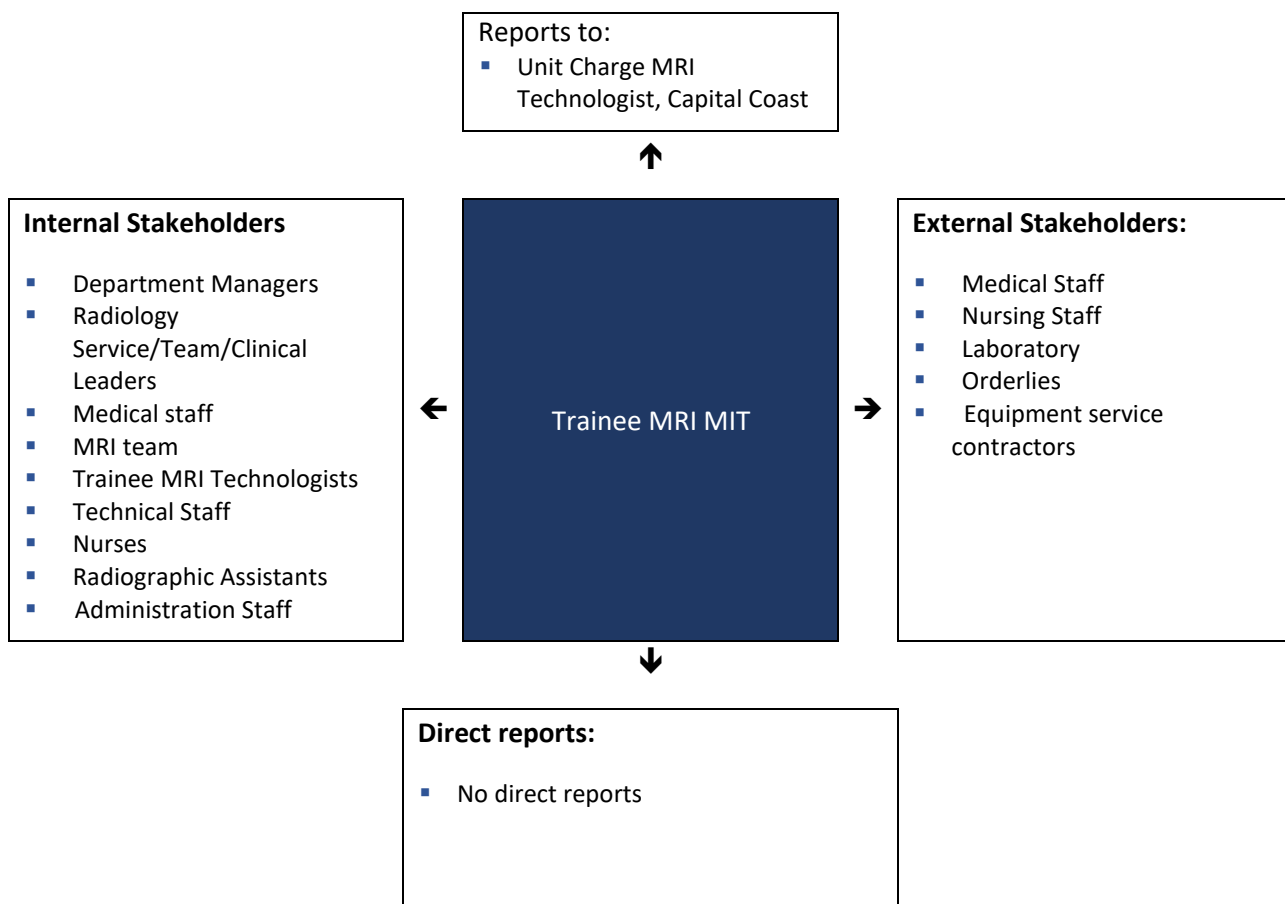 Reports to:
▪ Unit Charge MRI
Technologist, Capital Coast
Internal Stakeholders
▪ Department Managers
▪ Radiology
Service/Team/Clinical
Leaders
▪ Medical staff
▪ MRI team
▪ Trainee MRI Technologists
▪ Technical Staff
▪ Nurses
▪ Radiographic Assistants
▪ Administration Staff
Trainee MRI MIT
External Stakeholders:
▪ Medical Staff
▪ Nursing Staff
▪ Laboratory
▪ Orderlies
▪ Equipment service
contractors
Direct reports:
▪ No direct reports